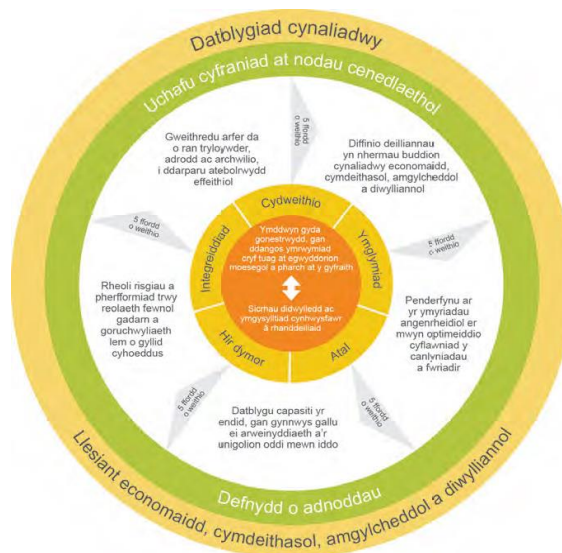 Datblygiad cynaliadwy
Uchafu cyfraniad at nodau cenedlaethol
5 ffordd
o weithio
Gweithredu arfer da
o ran tryloywder,
adrodd ac archwilio,
i ddarparu atebolrwydd
effeithiol
Diffinio deilliannau
yn nhermau buddion
cynaliadwy economaidd,
cymdeithasol, amgylcheddol
a diwylliannol
5 ffordd
o weithio
5 ffordd
o weithio
Cydweithio
Integreiddiad
Ymglymiad
Ymddwyn gyda
gonestrwydd, gan
ddangos ymrwymiad
cryf tuag at egwyddorion
moesegol a pharch at y gyfraith
Sicrhau didwylledd ac
ymgysylltiad cynhwysfawr
â rhanddeiliaid
Hir dymor
Atal
Rheoli risgiau a
pherfformiad trwy
reolaeth fewnol
gadarn a
goruchwyliaeth
lem o gyllid
cyhoeddus
Penderfynu ar
yr ymyriadau
angenrheidiol er
mwyn optimeiddio
cyflawniad y
canlyniadau
a fwriadir
5 ffordd
o weithio
5 ffordd
o weithio
Datblygu capasiti yr
endid, gan gynnwys gallu
ei arweinyddiaeth a'r
unigolion oddi mewn iddo
Defnydd o adnoddau
Llesiant economaidd, cymdeithasol, amgylcheddol a diwylliannol